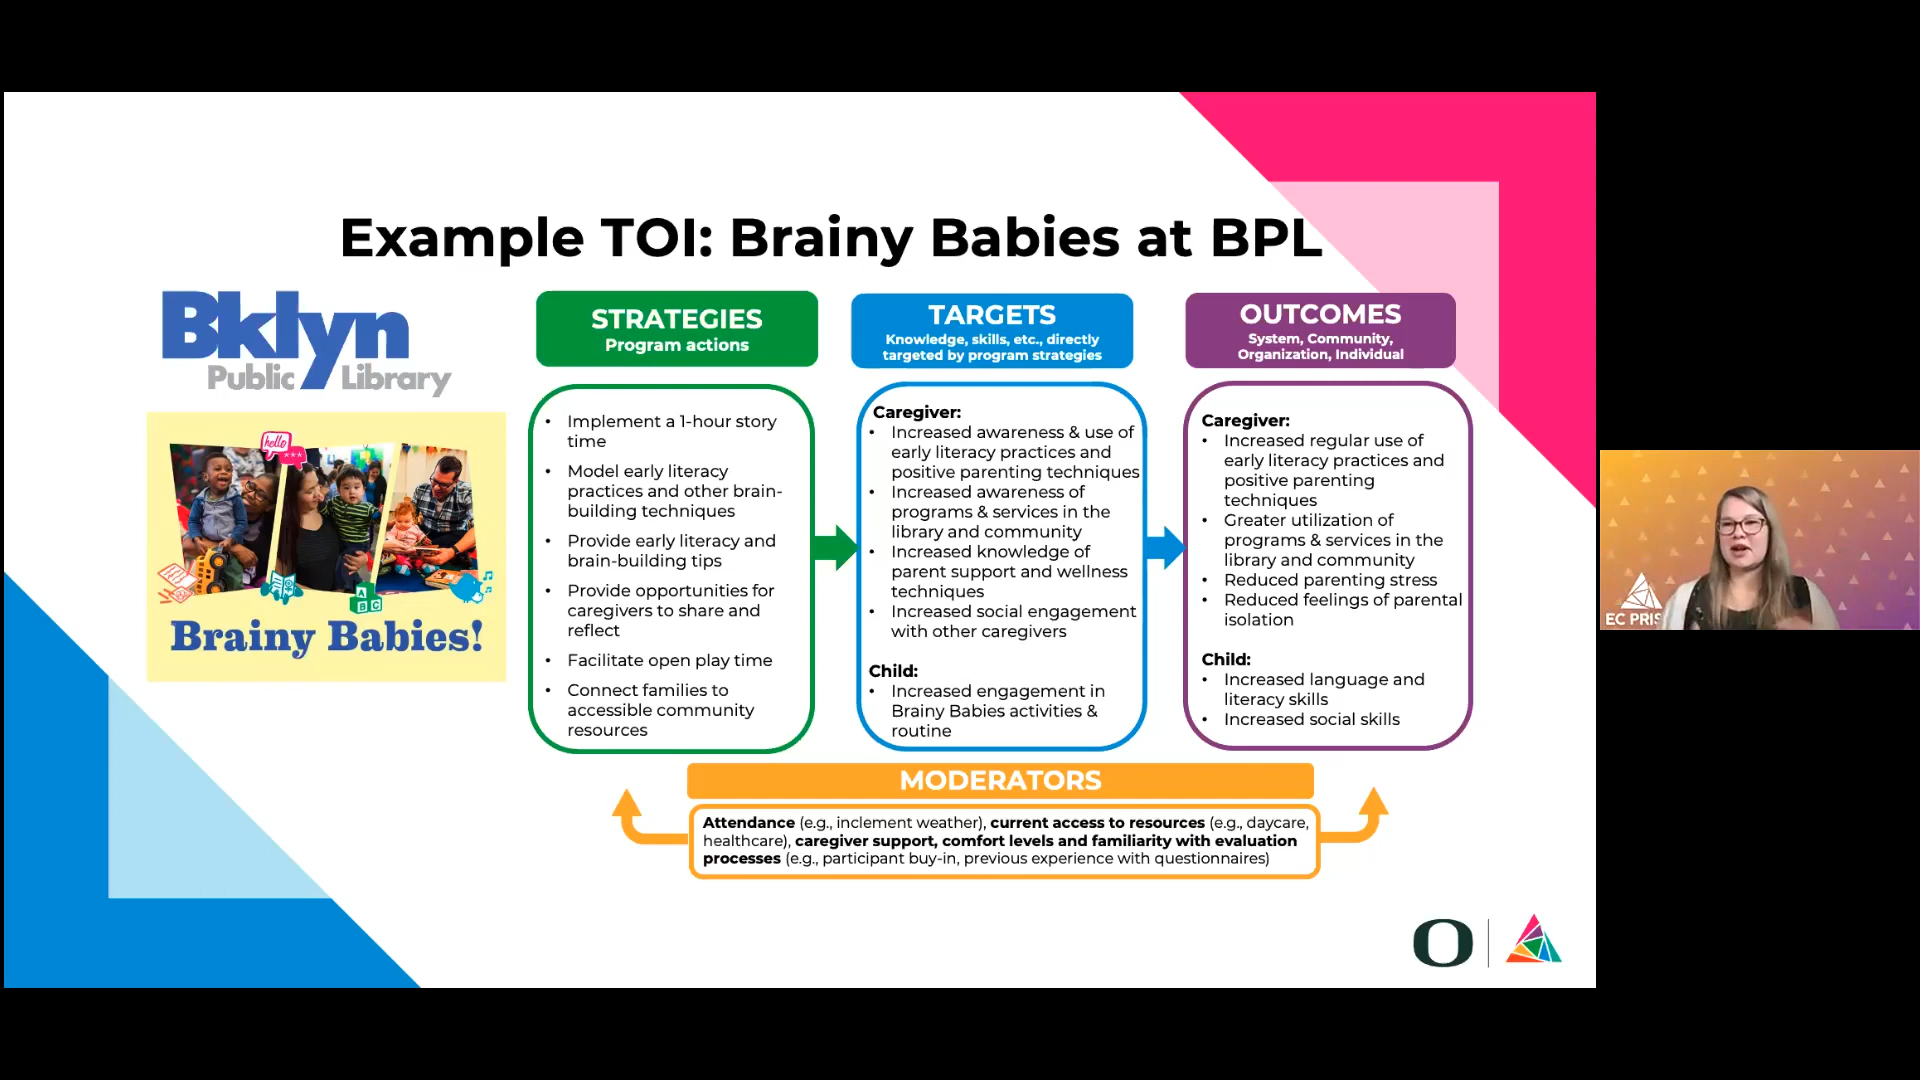 Example TOI: Brainy Babies at BPL
Bklyn
Public Library
hello
***
A
B C
Brainy Babies!
STRATEGIES
Program actions
• Implement a 1-hour story
time
• Model early literacy
practices and other brain-
building techniques
• Provide early literacy and
brain-building tips
• Provide opportunities for
caregivers to share and
reflect
• Facilitate open play time
• Connect families to
accessible community
resources
TARGETS
Knowledge, skills, etc., directly
targeted by program strategies
Caregiver:
• Increased awareness & use of
early literacy practices and
positive parenting techniques
• Increased awareness of
programs & services in the
library and community
• Increased knowledge of
parent support and wellness
techniques
• Increased social engagement
with other caregivers
Child:
• Increased engagement in
Brainy Babies activities &
routine
OUTCOMES
System, Community,
Organization, Individual
Caregiver:
• Increased regular use of
early literacy practices and
positive parenting
techniques
• Greater utilization of
programs & services in the
library and community
• Reduced parenting stress
• Reduced feelings of parental
isolation
Child:
• Increased language and
literacy skills
• Increased social skills
MODERATORS
Attendance (e.g., inclement weather), current access to resources (e.g., daycare,
healthcare), caregiver support, comfort levels and familiarity with evaluation
processes (e.g., participant buy-in, previous experience with questionnaires)
O
EC PRIS